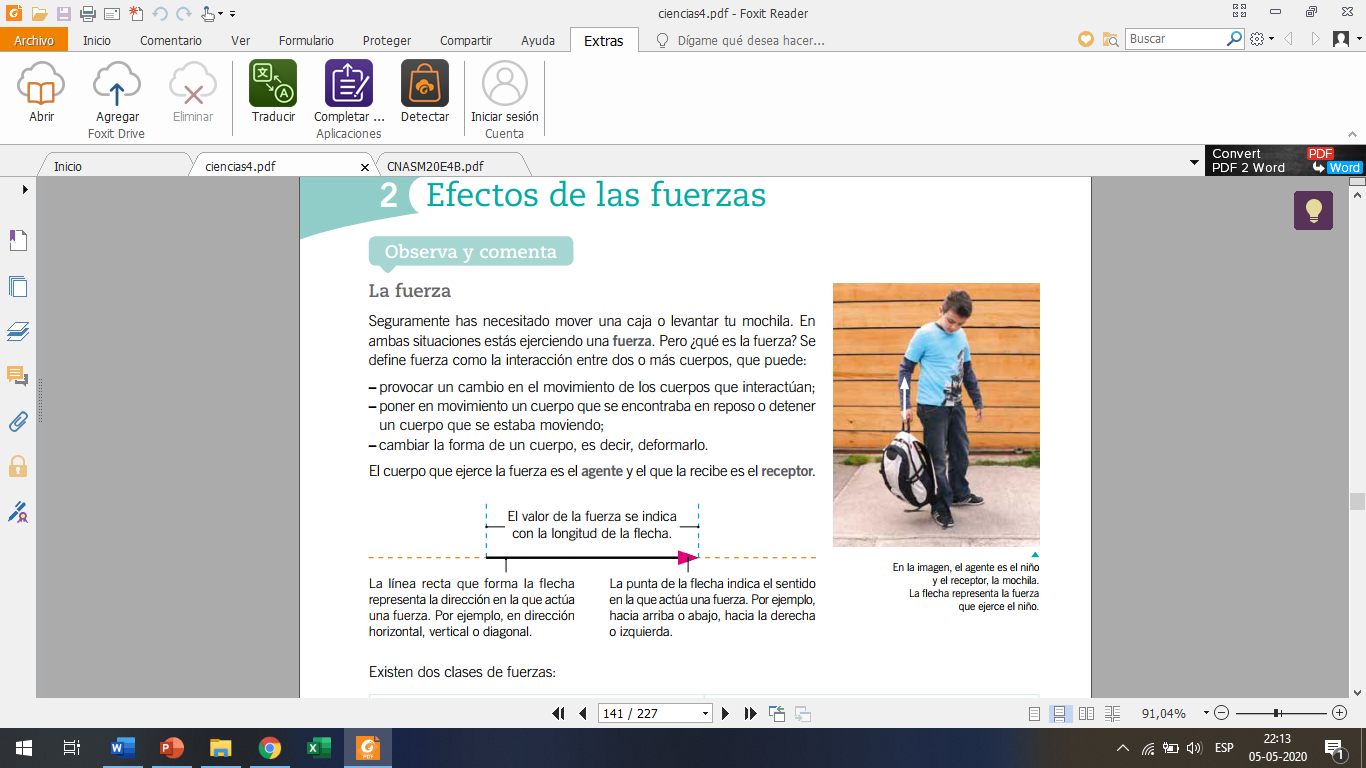 ciencias4.pdf - Foxit Reader
Archivo Inicio Comentario Ver Formulario Proteger Compartir Ayuda Extras Dígame qué desea hacer... Buscar
Abrir Agregar Eliminar Traducir Completar ... Detectar Iniciar sesión
Foxit Drive Aplicaciones Cuenta
Inicio ciencias4.pdf CNASM20E4B.pdf
Convert PDF
PDF 2 Word Word
2 Efectos de las fuerzas
Observa y comenta
La fuerza
Seguramente has necesitado mover una caja o levantar tu mochila. En
ambas situaciones estás ejerciendo una fuerza. Pero ¿qué es la fuerza? Se
define fuerza como la interacción entre dos o más cuerpos, que puede:
– provocar un cambio en el movimiento de los cuerpos que interactúan;
– poner en movimiento un cuerpo que se encontraba en reposo o detener
un cuerpo que se estaba moviendo;
– cambiar la forma de un cuerpo, es decir, deformarlo.
El cuerpo que ejerce la fuerza es el agente y el que la recibe es el receptor.
El valor de la fuerza se indica
con la longitud de la flecha.
La línea recta que forma la flecha
representa la dirección en la que actúa
una fuerza. Por ejemplo, en dirección
horizontal, vertical o diagonal.
La punta de la flecha indica el sentido
en la que actúa una fuerza. Por ejemplo,
hacia arriba o abajo, hacia la derecha
o izquierda.
En la imagen, el agente es el niño
y el receptor, la mochila.
La flecha representa la fuerza
que ejerce el niño.
Existen dos clases de fuerzas:
141 / 227 91,04%
ESP 22:13
05-05-2020 1